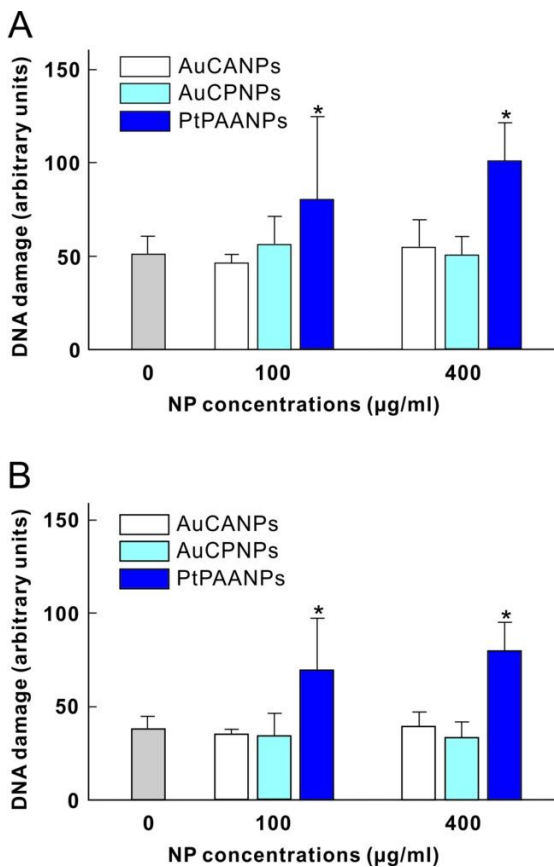 A
AuCANPs
AuCPNPs
PtPAANPs
DNA damage (arbitrary units)
150
100
50
0
*
*
0 100 400
NP concentrations (µg/ml)
B
AuCANPs
AuCPNPs
PtPAANPs
DNA damage (arbitrary units)
150
100
50
0
*
*
0 100 400
NP concentrations (µg/ml)